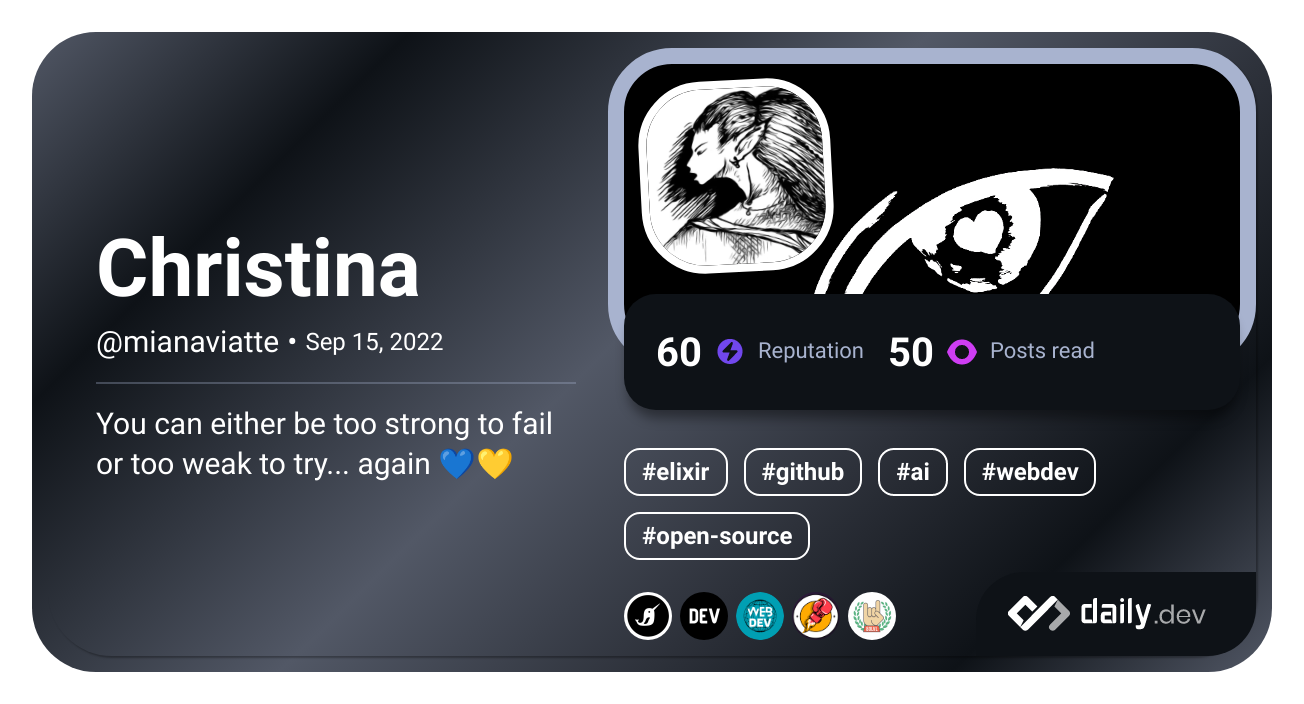 Christina
@mianaviatte • Sep 15, 2022
You can either be too strong to fail
or too weak to try... again 💙💛
60 Reputation 50 Posts read
#elixir #github #ai #webdev
#open-source
DEV WEB DEV
daily.dev